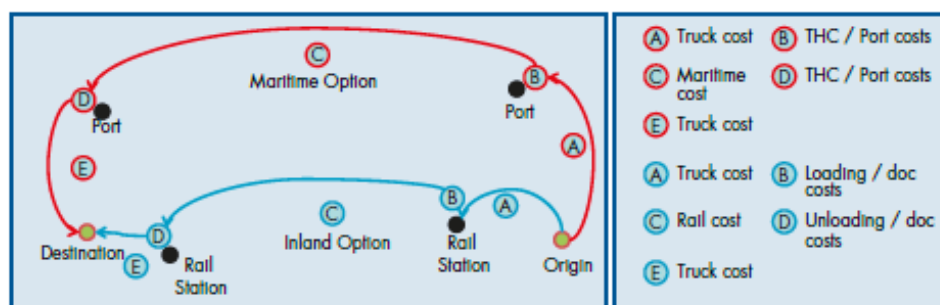 C
Maritime Option
B
Port
D
Port
A
E
B
A
C
Inland Option
D
Rail
Station
Origin
Destination
E
Rail
Station
A Truck cost
B THC / Port costs
C Maritime
cost
D THC / Port costs
E Truck cost
A Truck cost
B Loading / doc
costs
C Rail cost
D Unloading / doc
costs
E Truck cost